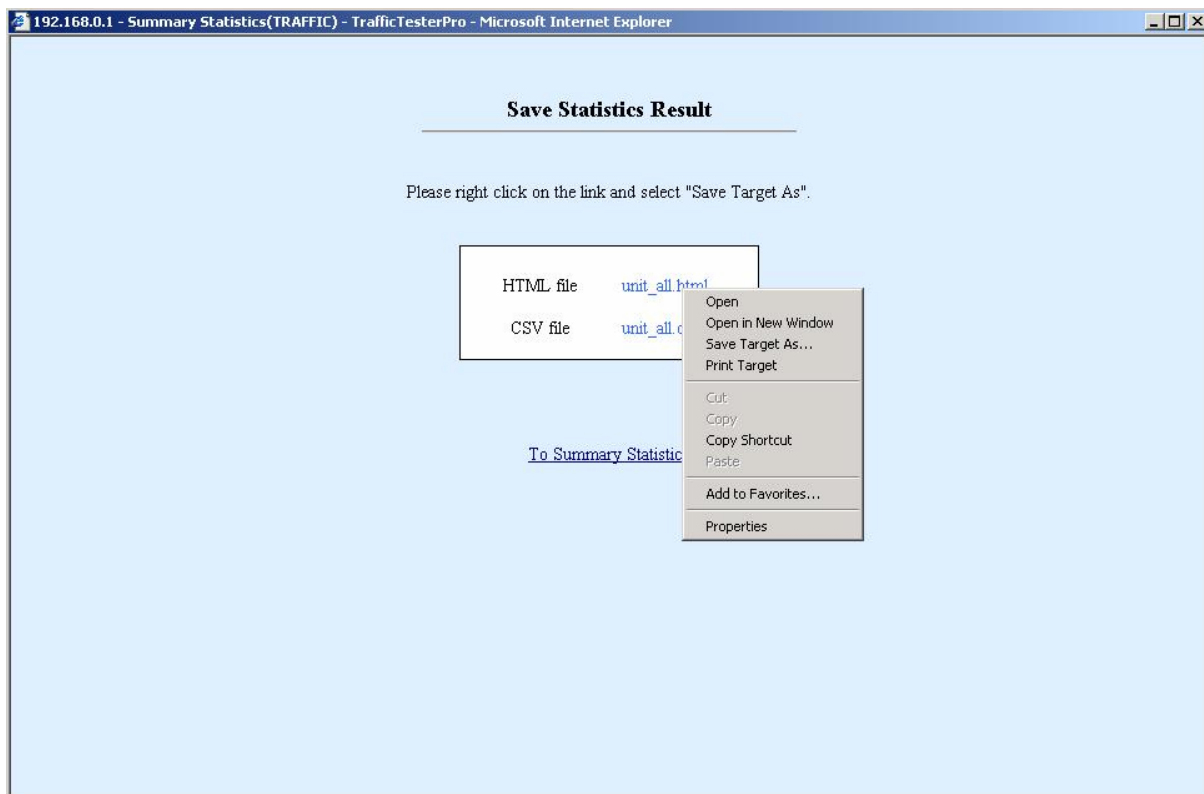 192.168.0.1 - Summary Statistics(TRAFFIC) - TrafficTesterPro - Microsoft Internet Explorer
Save Statistics Result
Please right click on the link and select "Save Target As".
HTML file unit_all.html
CSV file unit_all.c
To Summary Statistic
Open
Open in New Window
Save Target As...
Print Target
Cut
Copy
Copy Shortcut
Paste
Add to Favorites...
Properties